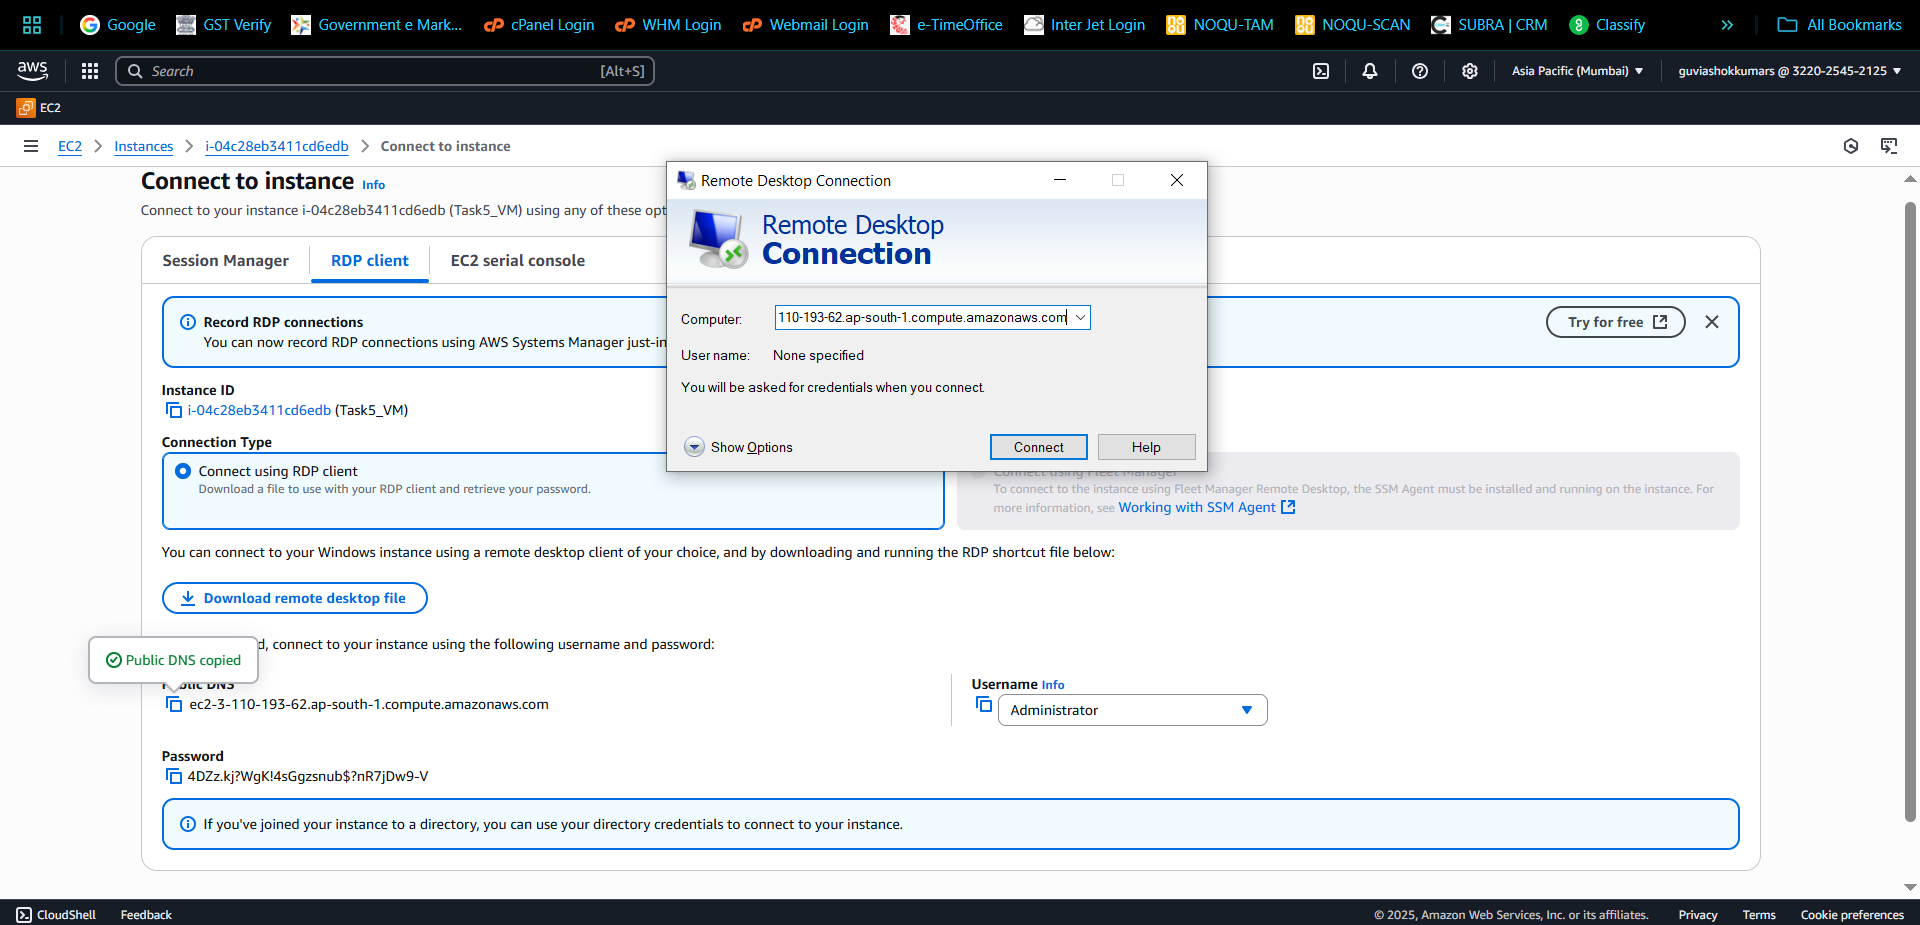 Google GST Verify Government e Mark... cPanel Login WHM Login Webmail Login e-TimeOffice Inter Jet Login NOQU-TAM NOQU-SCAN SUBRA | CRM Classify » All Bookmarks
aws Search [Alt+S] Asia Pacific (Mumbai) guviashokkumars @ 3220-2545-2125
EC2
EC2 Instances i-04c28eb3411cd6edb Connect to instance
Connect to instance Info
Connect to your instance i-04c28eb3411cd6edb (Task5_VM) using any of these opt
Session Manager RDP client EC2 serial console
Record RDP connections
You can now record RDP connections using AWS Systems Manager just-in
Try for free
Instance ID
i-04c28eb3411cd6edb (Task5_VM)
Connection Type
Connect using RDP client
Download a file to use with your RDP client and retrieve your password.
Connect using Fleet Manager
To connect to the instance using Fleet Manager Remote Desktop, the SSM Agent must be installed and running on the instance. For
more information, see Working with SSM Agent
Remote Desktop Connection
Remote Desktop
Connection
Computer: 110-193-62.ap-south-1.compute.amazonaws.com
User name: None specified
You will be asked for credentials when you connect.
Show Options Connect Help
You can connect to your Windows instance using a remote desktop client of your choice, and by downloading and running the RDP shortcut file below:
Download remote desktop file
d, connect to your instance using the following username and password:
Public DNS copied
Public DNS
ec2-3-110-193-62.ap-south-1.compute.amazonaws.com
Username Info
Administrator
Password
4DZz.kj?WgK!4sGgzsnub$?nR7jDw9-V
If you've joined your instance to a directory, you can use your directory credentials to connect to your instance.
CloudShell Feedback © 2025, Amazon Web Services, Inc. or its affiliates. Privacy Terms Cookie preferences